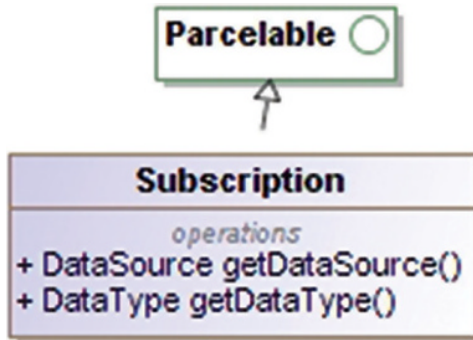 Parcelable
Subscription
operations
+ DataSource getDataSource()
+ DataType getDataType()